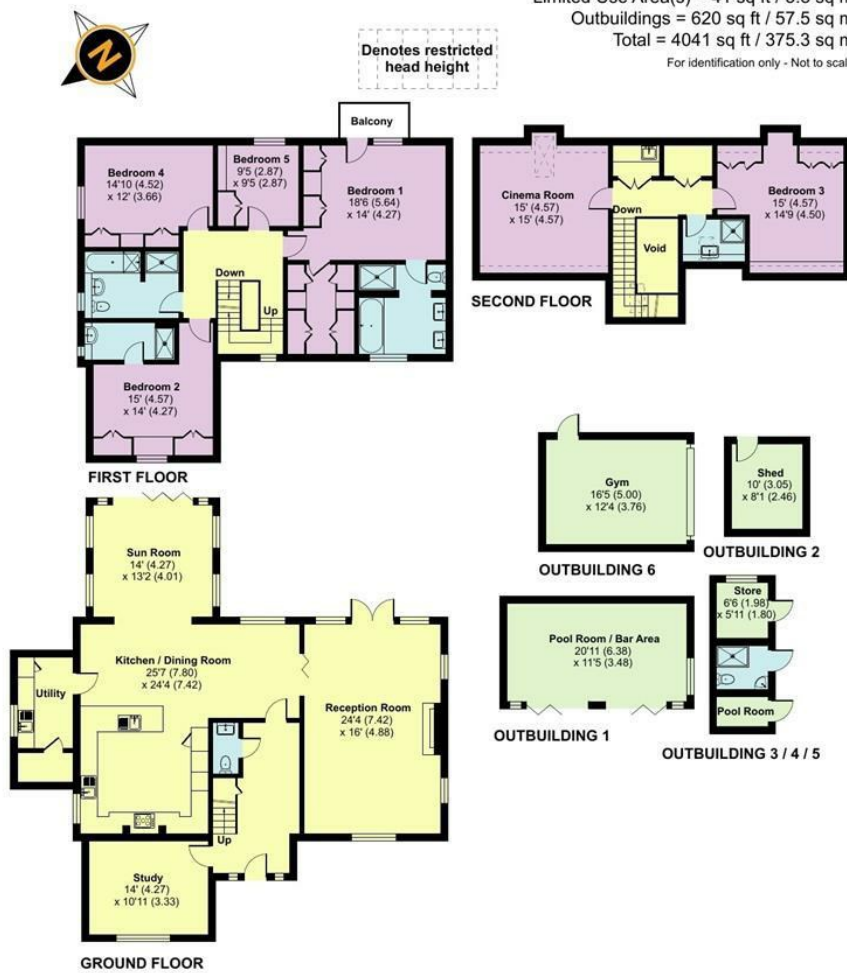 Outbuildings = 620 sq ft / 57.5 sq m
Total = 4041 sq ft / 375.3 sq m
For identification only - Not to scale
N
Denotes restricted
head height
Balcony
Bedroom 4
14'10 (4.52)
x 12' (3.66)
Bedroom 5
9'5 (2.87)
x 9'5 (2.87)
Bedroom 1
18'6 (5.64)
x 14' (4.27)
Down
Up
Bedroom 2
15' (4.57)
x 14' (4.27)
FIRST FLOOR
Cinema Room
15' (4.57)
x 15' (4.57)
Down
Void
Bedroom 3
15' (4.57)
x 14'9 (4.50)
SECOND FLOOR
Sun Room
14' (4.27)
x 13'2 (4.01)
Kitchen / Dining Room
25'7 (7.80)
x 24'4 (7.42)
Utility
Reception Room
24'4 (7.42)
x 16' (4.88)
Up
Study
14' (4.27)
x 10'11 (3.33)
GROUND FLOOR
Gym
16'5 (5.00)
x 12'4 (3.76)
OUTBUILDING 6
Shed
10' (3.05)
x 8'1 (2.46)
OUTBUILDING 2
Pool Room / Bar Area
20'11 (6.38)
x 11'5 (3.48)
OUTBUILDING 1
Store
6'6 (1.98)
x 5'11 (1.80)
Pool Room
OUTBUILDING 3 / 4 / 5